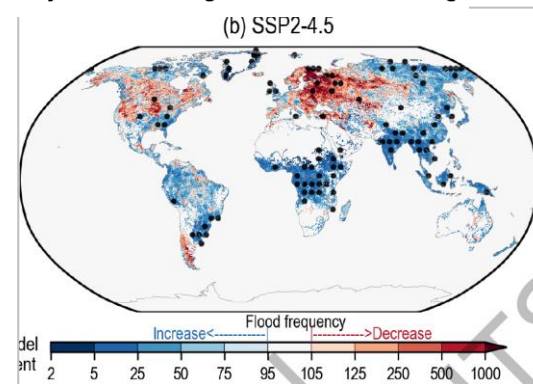 (b) SSP2-4.5
Flood frequency
Increase<------------ ------------>Decrease
del
ent
2 5 25 50 75 95 105 125 250 500 1000